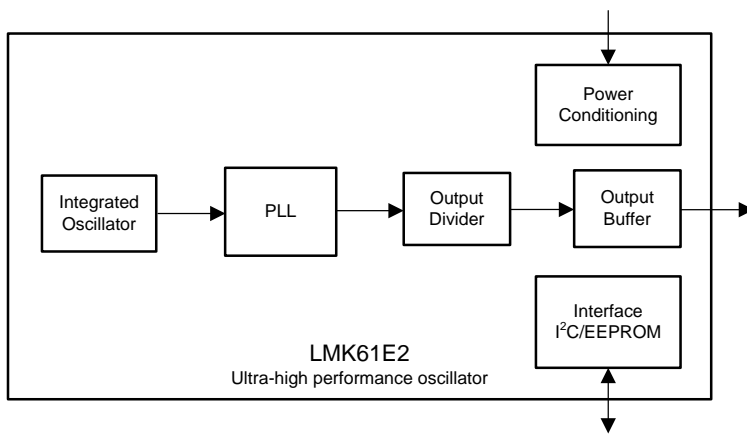 Power
Conditioning
Integrated
Oscillator
PLL
Output
Divider
Output
Buffer
Interface
I²C/EEPROM
LMK61E2
Ultra-high performance oscillator